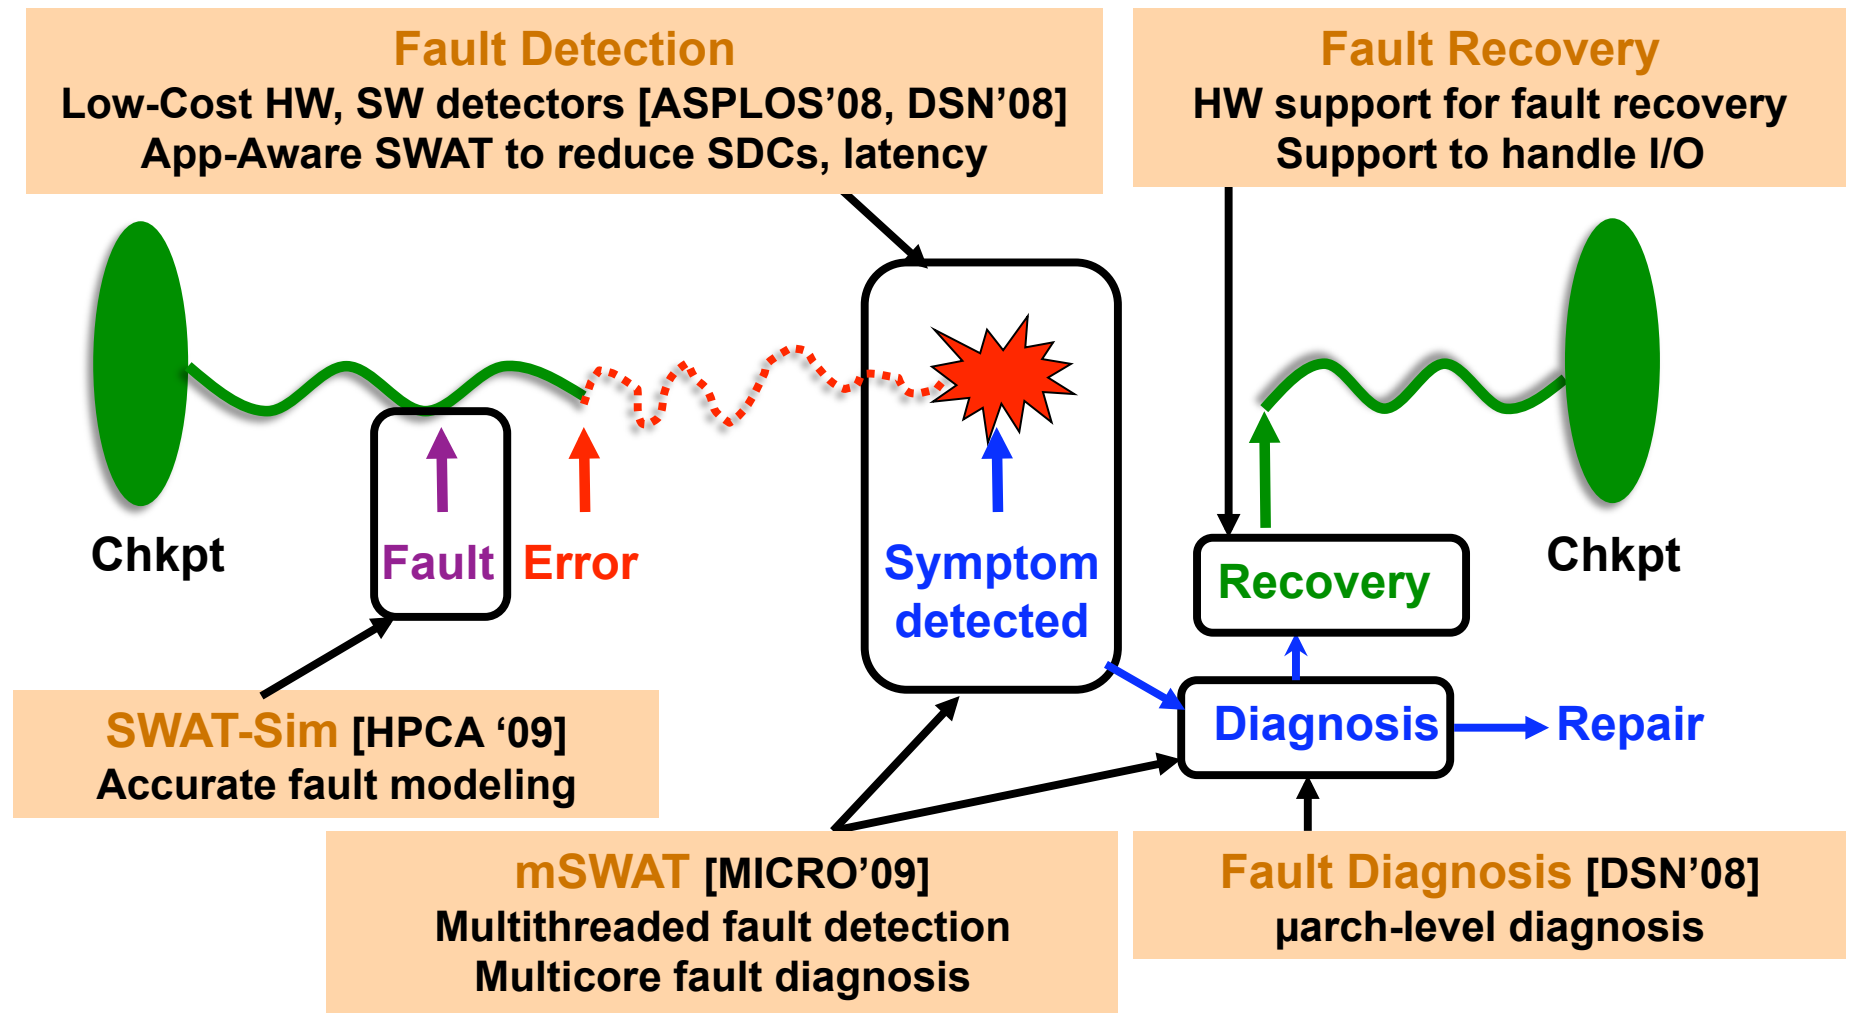 Fault Detection
Low-Cost HW, SW detectors [ASPLOS’08, DSN’08]
App-Aware SWAT to reduce SDCs, latency
Fault Recovery
HW support for fault recovery
Support to handle I/O
Chkpt
Fault
Error
Symptom
detected
Recovery
Chkpt
Diagnosis
Repair
SWAT-Sim [HPCA ‘09]
Accurate fault modeling
mSWAT [MICRO’09]
Multithreaded fault detection
Multicore fault diagnosis
Fault Diagnosis [DSN’08]
µarch-level diagnosis